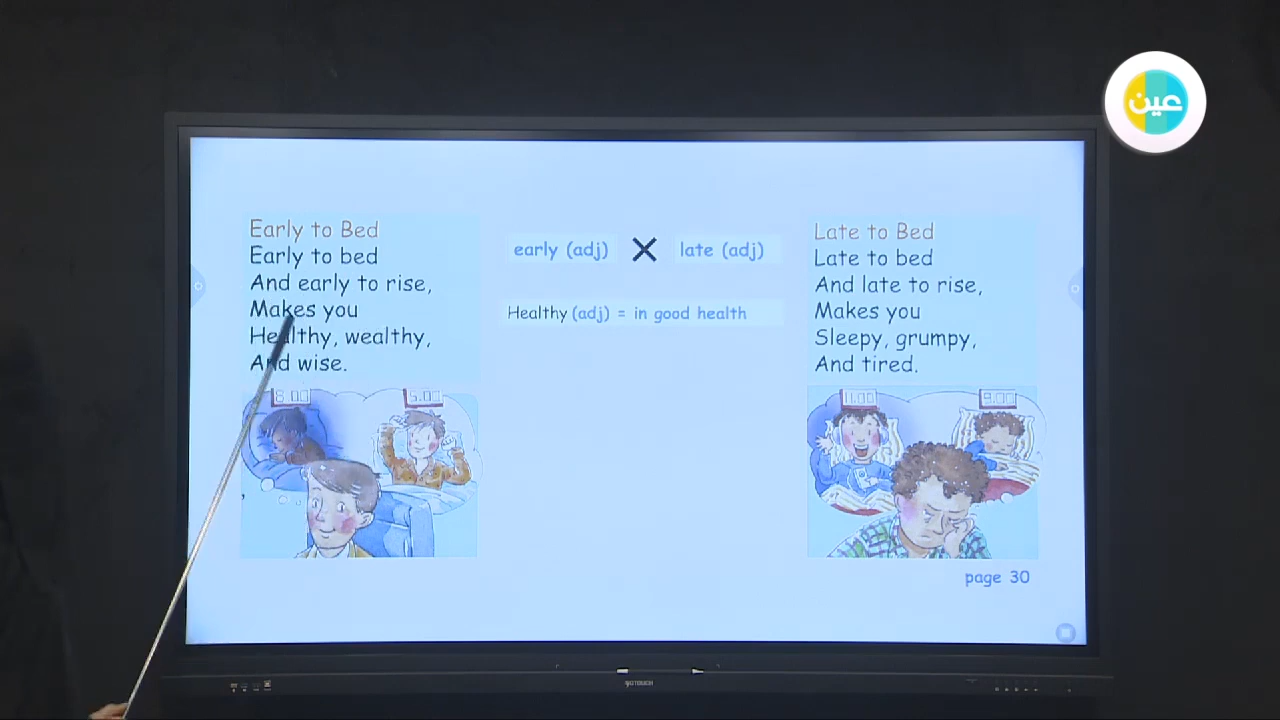 عين
Early to Bed
Early to bed
And early to rise,
Makes you
Healthy, wealthy,
And wise.
8.00
early (adj) X late (adj)
Healthy (adj) = in good health
Late to Bed
Late to bed
And late to rise,
Makes you
Sleepy, grumpy,
And tired.
11.00
9.00
page 30